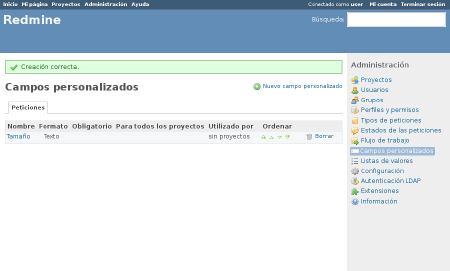 Inicio Mi página Proyectos Administración Ayuda
Conectado como user Mi cuenta Terminar sesión
Redmine
Búsqueda
Creación correcta.
Campos personalizados
Nuevo campo personalizado
Peticiones
Nombre Formato Obligatorio Para todos los proyectos Utilizado por Ordenar
Tamaño Texto sin proyectos Borrar
Administración
Proyectos
Usuarios
Grupos
Perfiles y permisos
Tipos de peticiones
Estados de las peticiones
Flujo de trabajo
Campos personalizados
Listas de valores
Configuración
Autenticación LDAP
Extensiones
Información